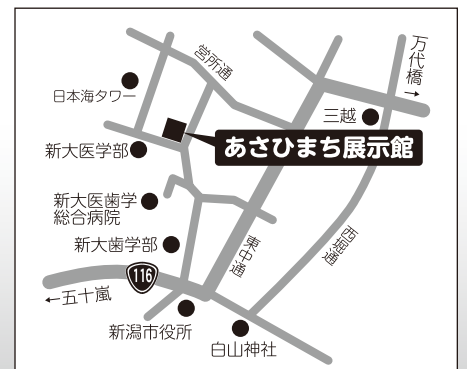 営所通
万代橋
→
日本海タワー
三越
あさひまち展示館
新大医学部
新大医歯学
総合病院
西堀通
東中通
新大歯学部
116
←五十嵐
新潟市役所
白山神社